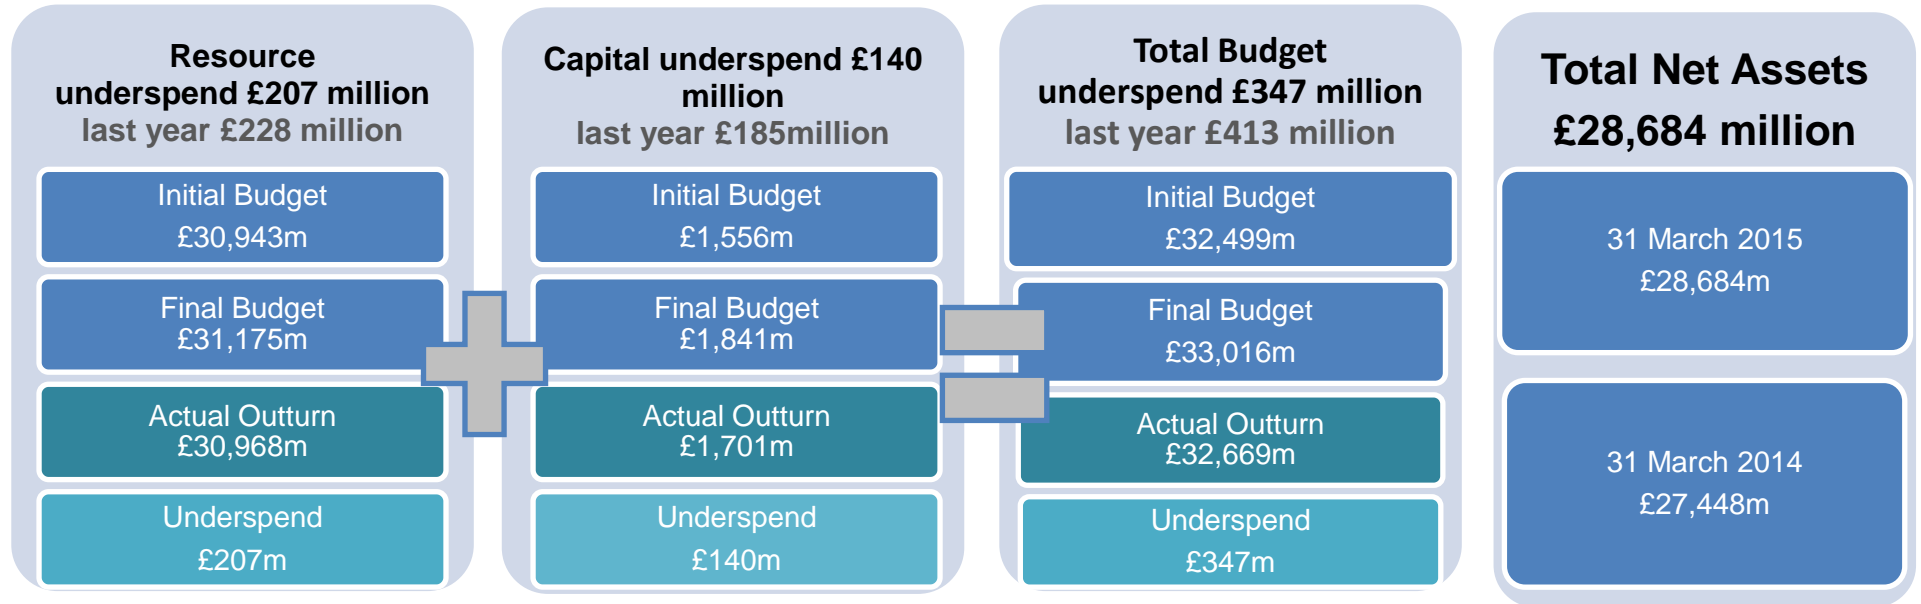 Resource
underspend £207 million
last year £228 million
Initial Budget
£30,943m
Final Budget
£31,175m
Actual Outturn
£30,968m
Underspend
£207m
Capital underspend £140
million
last year £185million
Initial Budget
£1,556m
Final Budget
£1,841m
Actual Outturn
£1,701m
Underspend
£140m
Total Budget
underspend £347 million
last year £413 million
Initial Budget
£32,499m
Final Budget
£33,016m
Actual Outturn
£32,669m
Underspend
£347m
Total Net Assets
£28,684 million
31 March 2015
£28,684m
31 March 2014
£27,448m